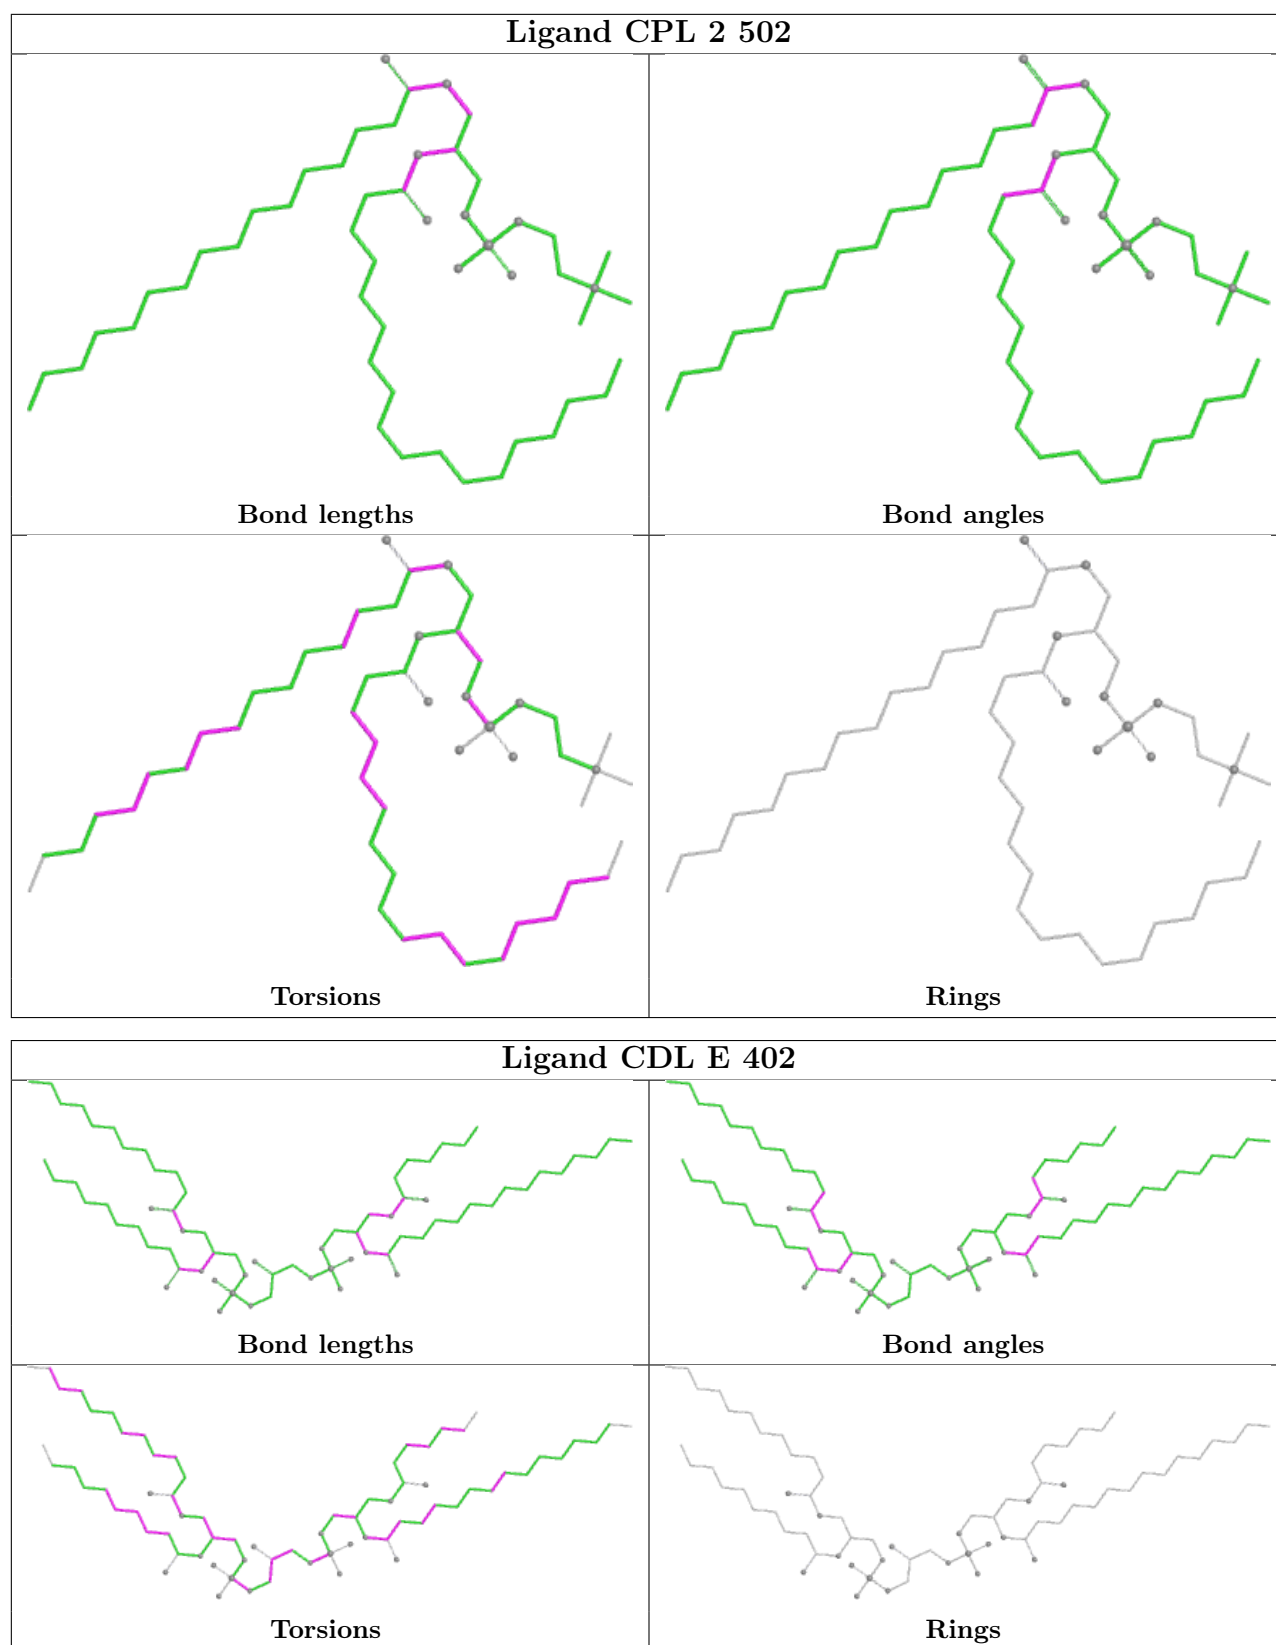 Ligand CPL 2 502
Bond lengths
Bond angles
Torsions
Rings
Ligand CDL E 402
Bond lengths
Bond angles
Torsions
Rings